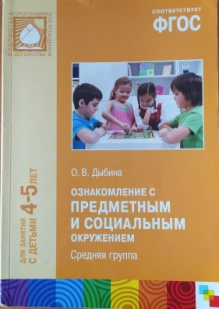 СООТВЕТСТВУЕТ
ФГОС
О. В. Дыбина
ОЗНАКОМЛЕНИЕ С
ПРЕДМЕТНЫМ
И СОЦИАЛЬНЫМ
ОКРУЖЕНИЕМ
Средняя группа
ДЛЯ ЗАНЯТИЙ
С ДЕТЬМИ 4-5 ЛЕТ